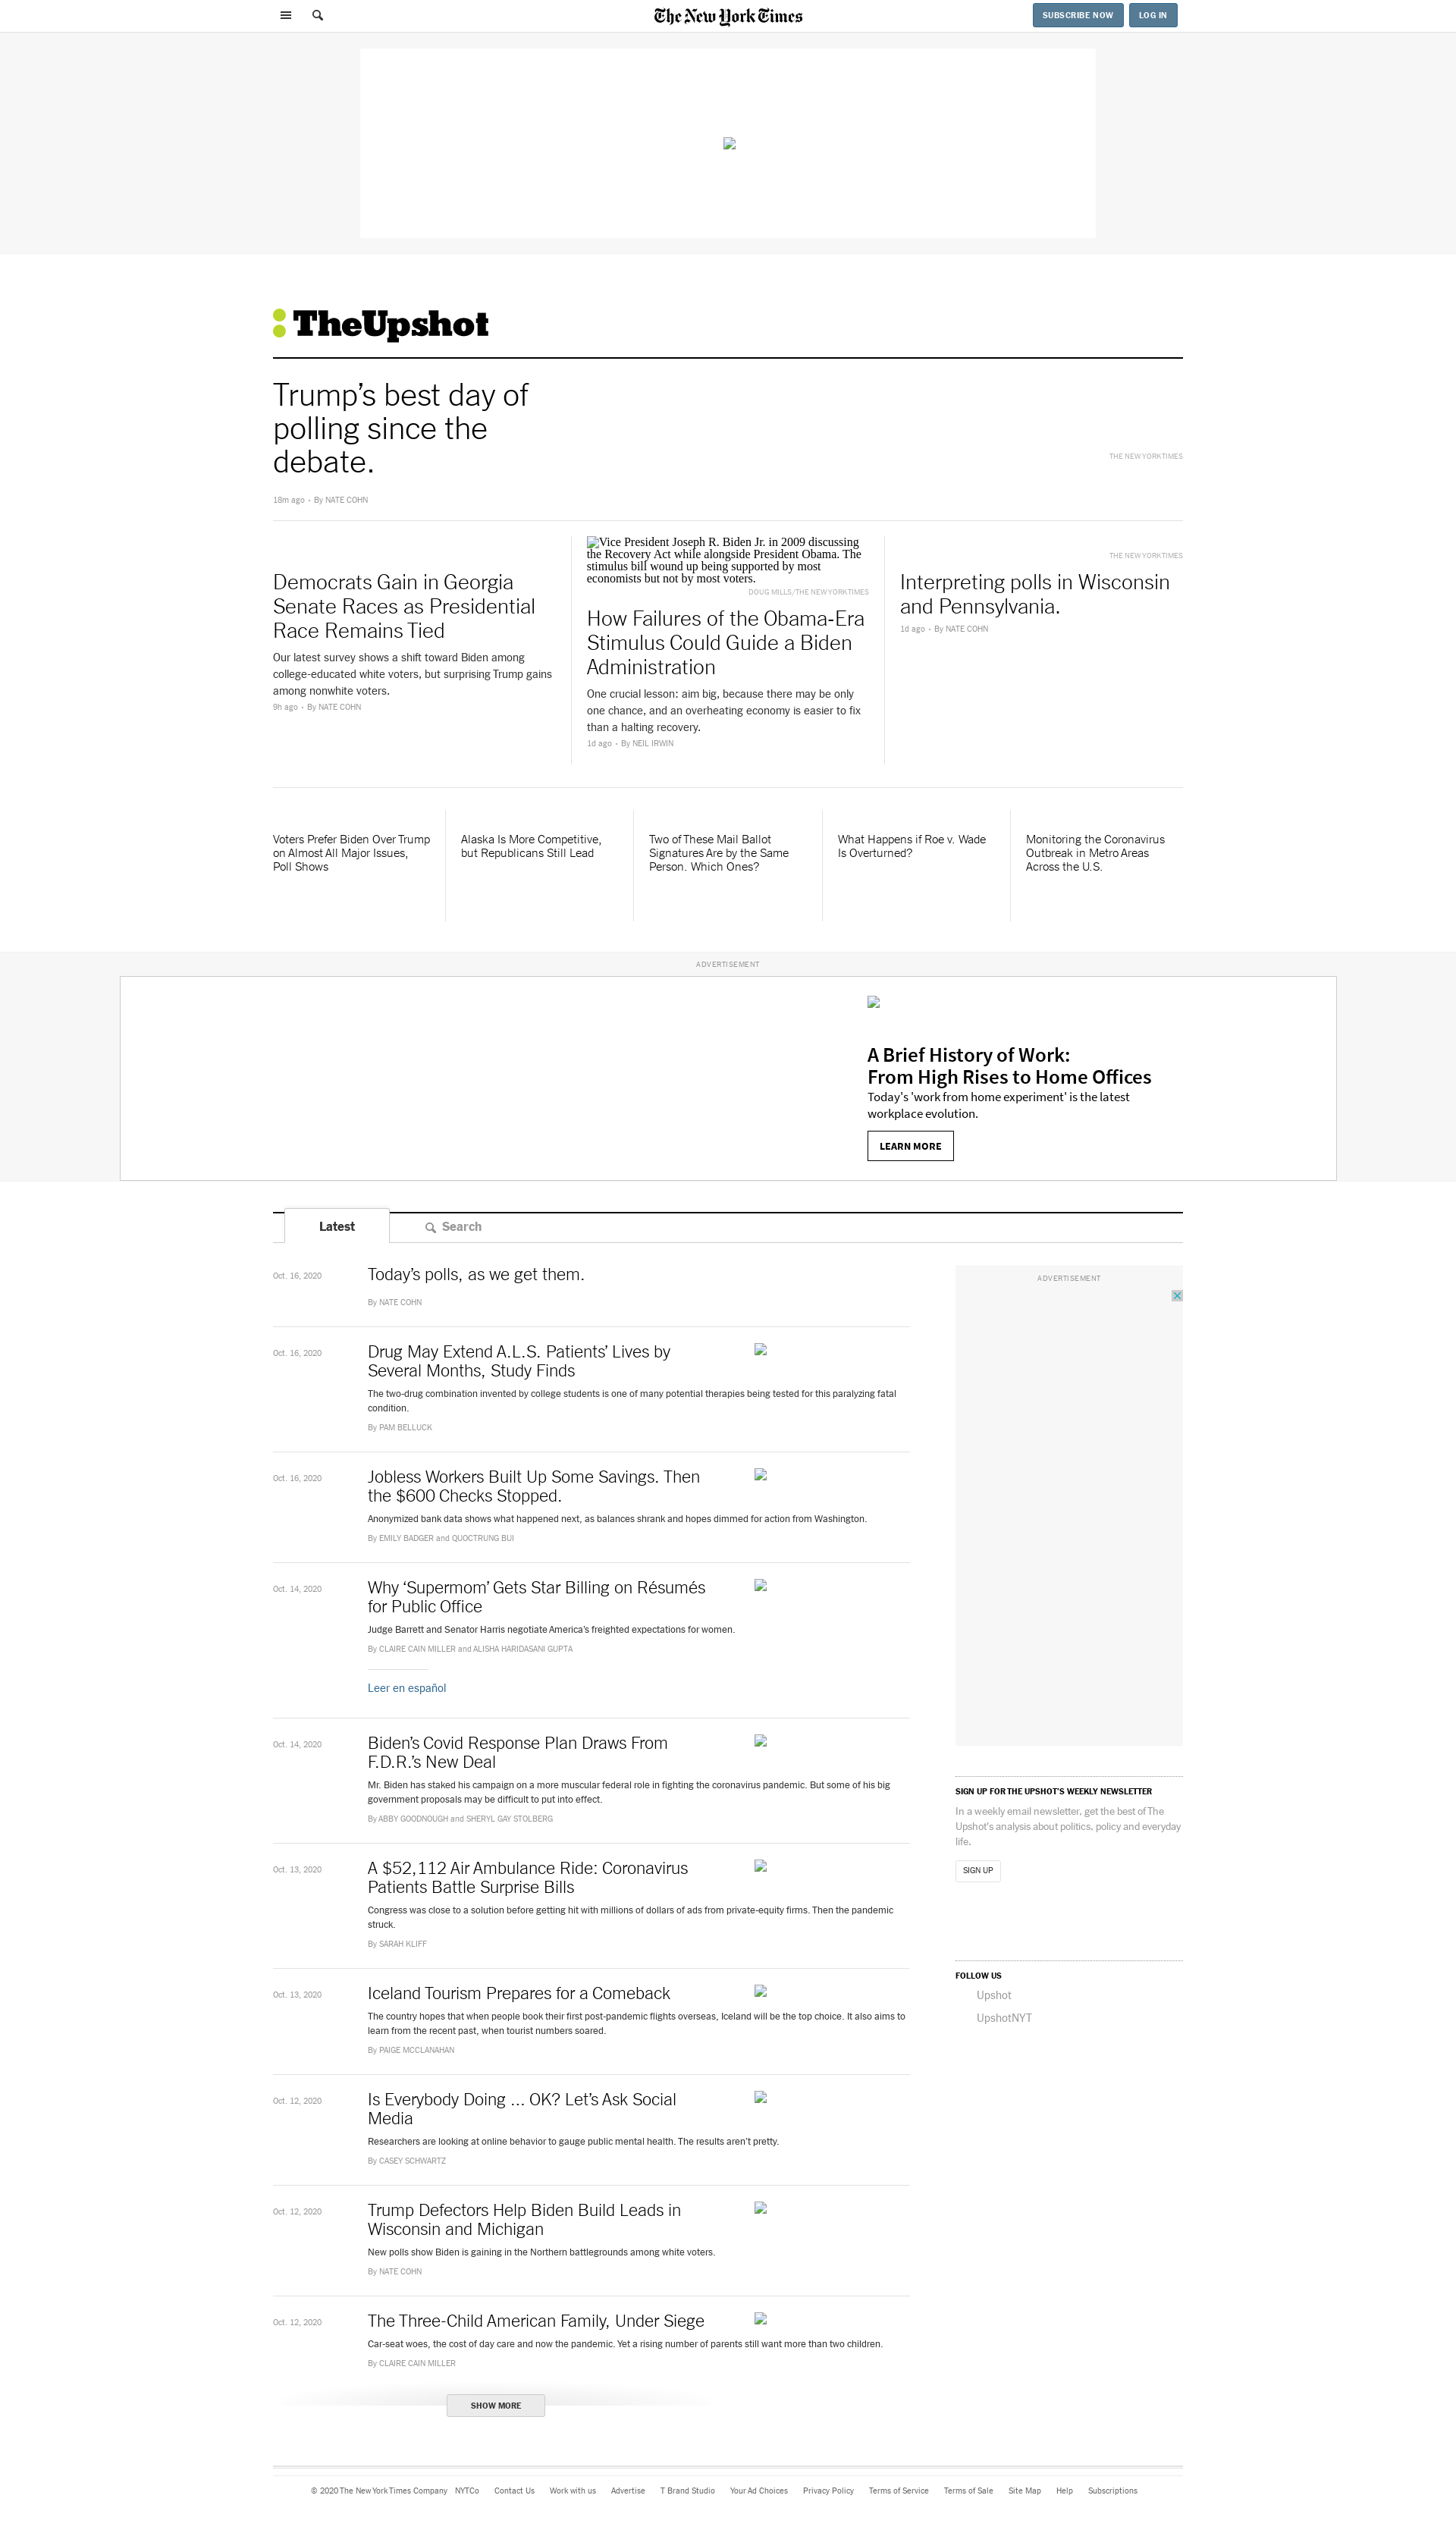 The New York Times
SUBSCRIBE NOW
LOG IN
TheUpshot
Trump’s best day of
polling since the
debate.
THE NEW YORK TIMES
18m ago • By NATE COHN
Democrats Gain in Georgia
Senate Races as Presidential
Race Remains Tied
Our latest survey shows a shift toward Biden among
college-educated white voters, but surprising Trump gains
among nonwhite voters.
9h ago • By NATE COHN
Vice President Joseph R. Biden Jr. in 2009 discussing
the Recovery Act while alongside President Obama. The
stimulus bill wound up being supported by most
economists but not by most voters.
DOUG MILLS/THE NEW YORK TIMES
How Failures of the Obama-Era
Stimulus Could Guide a Biden
Administration
One crucial lesson: aim big, because there may be only
one chance, and an overheating economy is easier to fix
than a halting recovery.
1d ago • By NEIL IRWIN
THE NEW YORK TIMES
Interpreting polls in Wisconsin
and Pennsylvania.
1d ago • By NATE COHN
Voters Prefer Biden Over Trump
on Almost All Major Issues,
Poll Shows
Alaska Is More Competitive,
but Republicans Still Lead
Two of These Mail Ballot
Signatures Are by the Same
Person. Which Ones?
What Happens if Roe v. Wade
Is Overturned?
Monitoring the Coronavirus
Outbreak in Metro Areas
Across the U.S.
ADVERTISEMENT
A Brief History of Work:
From High Rises to Home Offices
Today's 'work from home experiment' is the latest
workplace evolution.
LEARN MORE
Latest
Search
Oct. 16, 2020
Today’s polls, as we get them.
By NATE COHN
Oct. 16, 2020
Drug May Extend A.L.S. Patients’ Lives by
Several Months, Study Finds
The two-drug combination invented by college students is one of many potential therapies being tested for this paralyzing fatal
condition.
By PAM BELLUCK
Oct. 16, 2020
Jobless Workers Built Up Some Savings. Then
the $600 Checks Stopped.
Anonymized bank data shows what happened next, as balances shrank and hopes dimmed for action from Washington.
By EMILY BADGER and QUOCTRUNG BUI
Oct. 14, 2020
Why ‘Supermom’ Gets Star Billing on Résumés
for Public Office
Judge Barrett and Senator Harris negotiate America’s freighted expectations for women.
By CLAIRE CAIN MILLER and ALISHA HARIDASANI GUPTA
Leer en español
Oct. 14, 2020
Biden’s Covid Response Plan Draws From
F.D.R.’s New Deal
Mr. Biden has staked his campaign on a more muscular federal role in fighting the coronavirus pandemic. But some of his big
government proposals may be difficult to put into effect.
By ABBY GOODNOUGH and SHERYL GAY STOLBERG
Oct. 13, 2020
A $52,112 Air Ambulance Ride: Coronavirus
Patients Battle Surprise Bills
Congress was close to a solution before getting hit with millions of dollars of ads from private-equity firms. Then the pandemic
struck.
By SARAH KLIFF
Oct. 13, 2020
Iceland Tourism Prepares for a Comeback
The country hopes that when people book their first post-pandemic flights overseas, Iceland will be the top choice. It also aims to
learn from the recent past, when tourist numbers soared.
By PAIGE MCCLANAHAN
Oct. 12, 2020
Is Everybody Doing ... OK? Let’s Ask Social
Media
Researchers are looking at online behavior to gauge public mental health. The results aren’t pretty.
By CASEY SCHWARTZ
Oct. 12, 2020
Trump Defectors Help Biden Build Leads in
Wisconsin and Michigan
New polls show Biden is gaining in the Northern battlegrounds among white voters.
By NATE COHN
Oct. 12, 2020
The Three-Child American Family, Under Siege
Car-seat woes, the cost of day care and now the pandemic. Yet a rising number of parents still want more than two children.
By CLAIRE CAIN MILLER
SHOW MORE
ADVERTISEMENT
SIGN UP FOR THE UPSHOT'S WEEKLY NEWSLETTER
In a weekly email newsletter, get the best of The
Upshot's analysis about politics, policy and everyday
life.
SIGN UP
FOLLOW US
Upshot
UpshotNYT
© 2020 The New York Times Company NYTCo Contact Us Work with us Advertise T Brand Studio Your Ad Choices Privacy Policy Terms of Service Terms of Sale Site Map Help Subscriptions